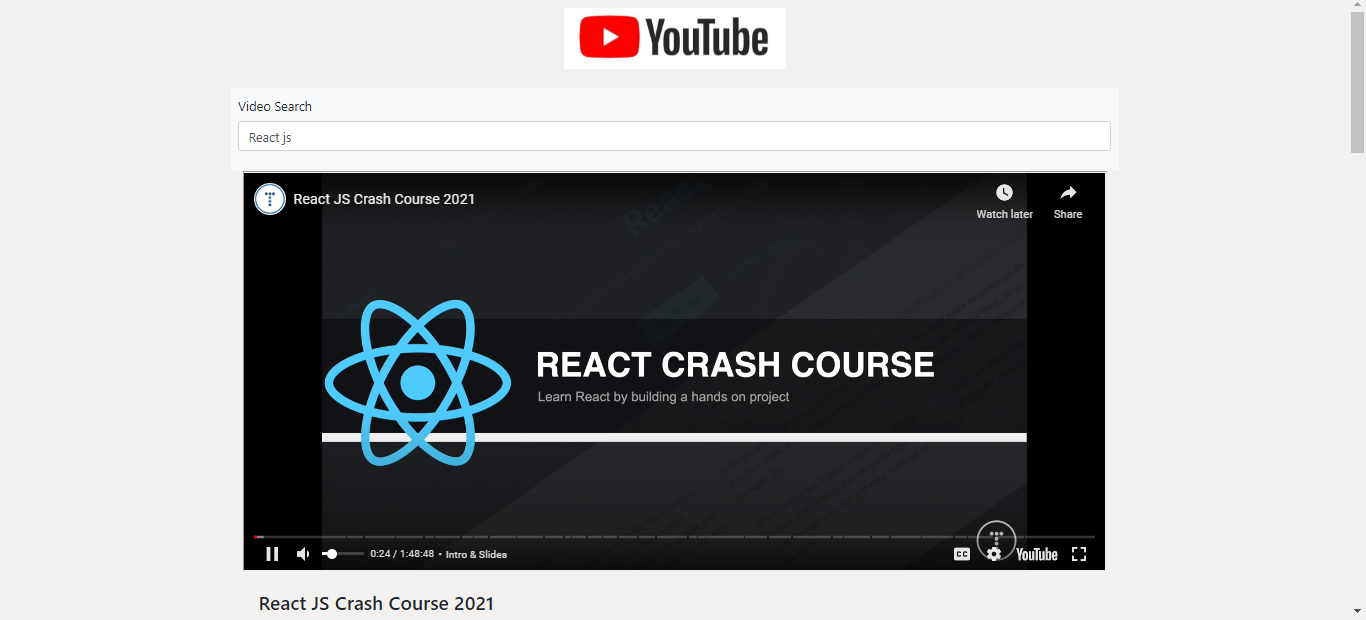 YouTube
Video Search
React js
React JS Crash Course 2021
Watch later
Share
REACT CRASH COURSE
Learn React by building a hands on project
0:24 / 1:48:48 • Intro & Slides
CC
YouTube
React JS Crash Course 2021